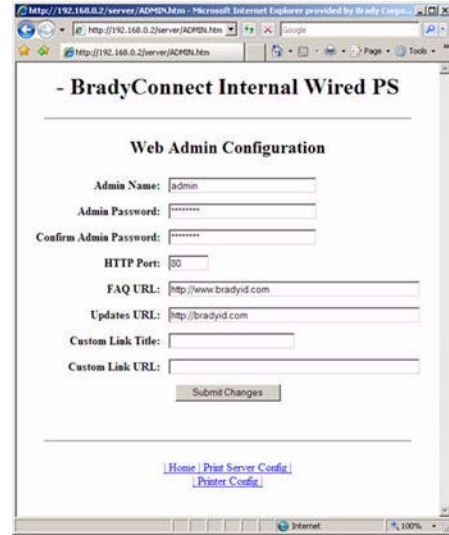 http://192.168.0.2/server/ADMIN.htm - Microsoft Internet Explorer provided by Brady
http://192.168.0.2/server/ADMIN.htm
Google
http://192.168.0.2/server/ADMIN.htm
Page
Tools
- BradyConnect Internal Wired PS
Web Admin Configuration
Admin Name: admin
Admin Password: ********
Confirm Admin Password: ********
HTTP Port: 80
FAQ URL: http://www.bradyid.com
Updates URL: http://bradyid.com
Custom Link Title:
Custom Link URL:
Submit Changes
| Home | Print Server Config |
| Printer Config |
Internet
100%